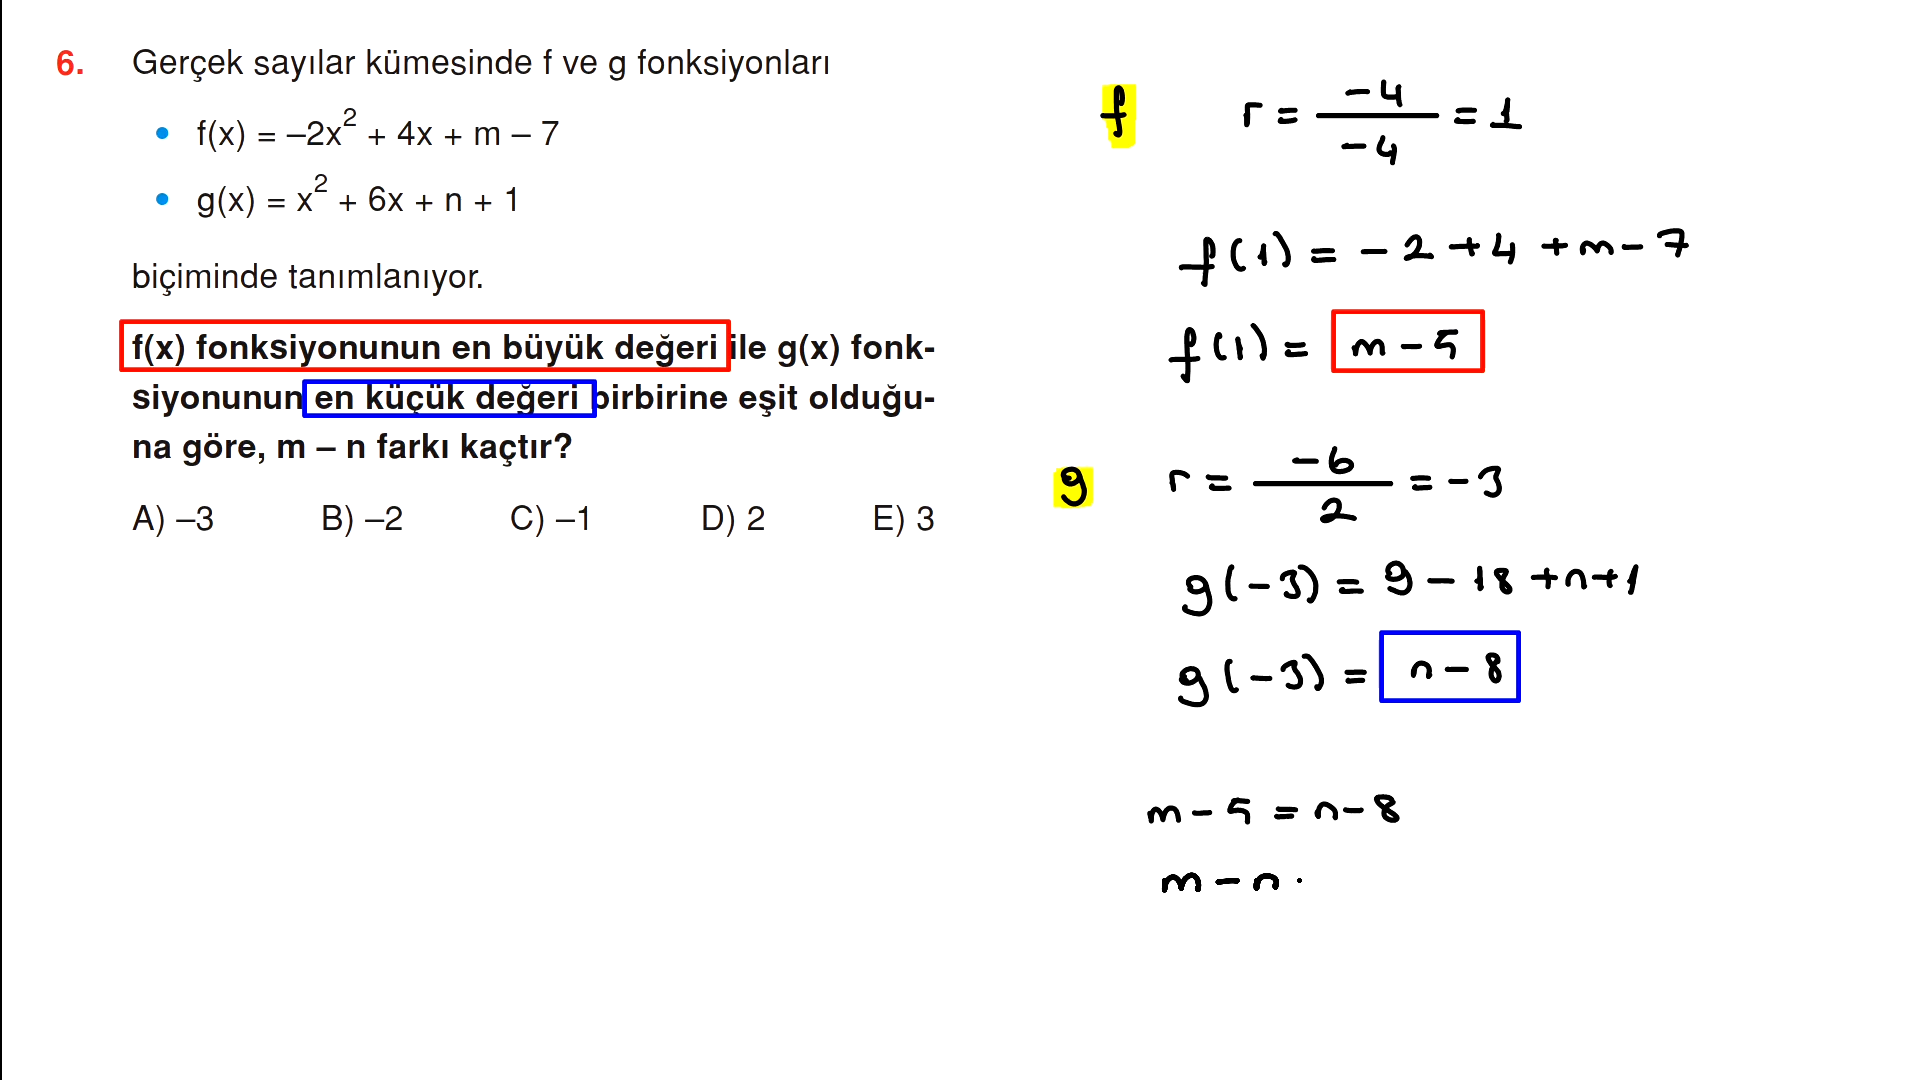 6. Gerçek sayılar kümesinde f ve g fonksiyonları
• f(x) = –2x² + 4x + m – 7
• g(x) = x² + 6x + n + 1
biçiminde tanımlanıyor.
f(x) fonksiyonunun en büyük değeri ile g(x) fonk-
siyonunun en küçük değeri birbirine eşit olduğu-
na göre, m – n farkı kaçtır?
A) –3 B) –2 C) –1 D) 2 E) 3
f r = -4/-4 = 1
f(1) = -2+4+m-7
f(1) = m-5
g r = -6/2 = -3
g(-3) = 9-18+n+1
g(-3) = n-8
m-5 = n-8
m-n